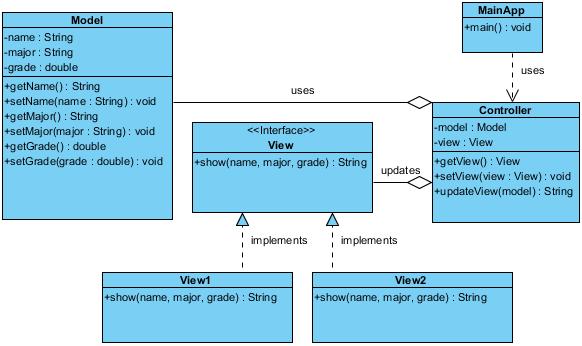 Model
-name : String
-major : String
-grade : double
+getName() : String
+setName(name : String) : void
+getMajor() : String
+setMajor(major : String) : void
+getGrade() : double
+setGrade(grade : double) : void
MainApp
+main() : void
uses
uses
Controller
-model : Model
-view : View
+getView() : View
+setView(view : View) : void
+updateView(model) : String
<<Interface>>
View
+show(name, major, grade) : String
updates
implements
implements
View1
+show(name, major, grade) : String
View2
+show(name, major, grade) : String